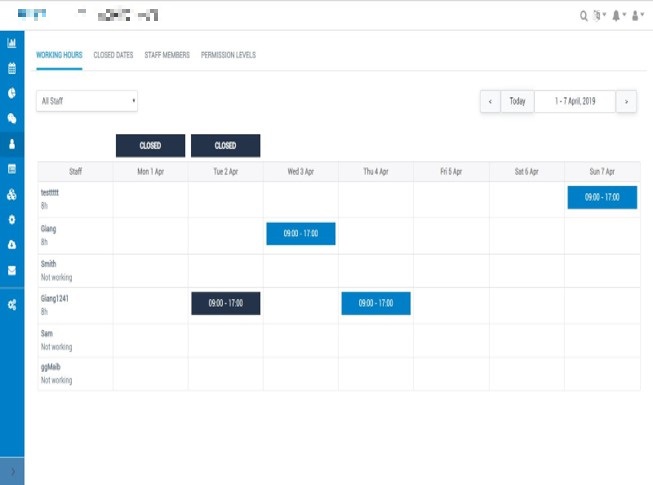 WORKING HOURS CLOSED DATES STAFF MEMBERS PERMISSION LEVELS
All Staff
< Today 1 - 7 April, 2019 >
CLOSED CLOSED
Staff Mon 1 Apr Tue 2 Apr Wed 3 Apr Thu 4 Apr Fri 5 Apr Sat 6 Apr Sun 7 Apr
8h 09:00 - 17:00
Giang
8h 09:00 - 17:00
Smith
Not working
Giang1241
8h 09:00 - 17:00 09:00 - 17:00
Sam
Not working
ggMaib
Not working